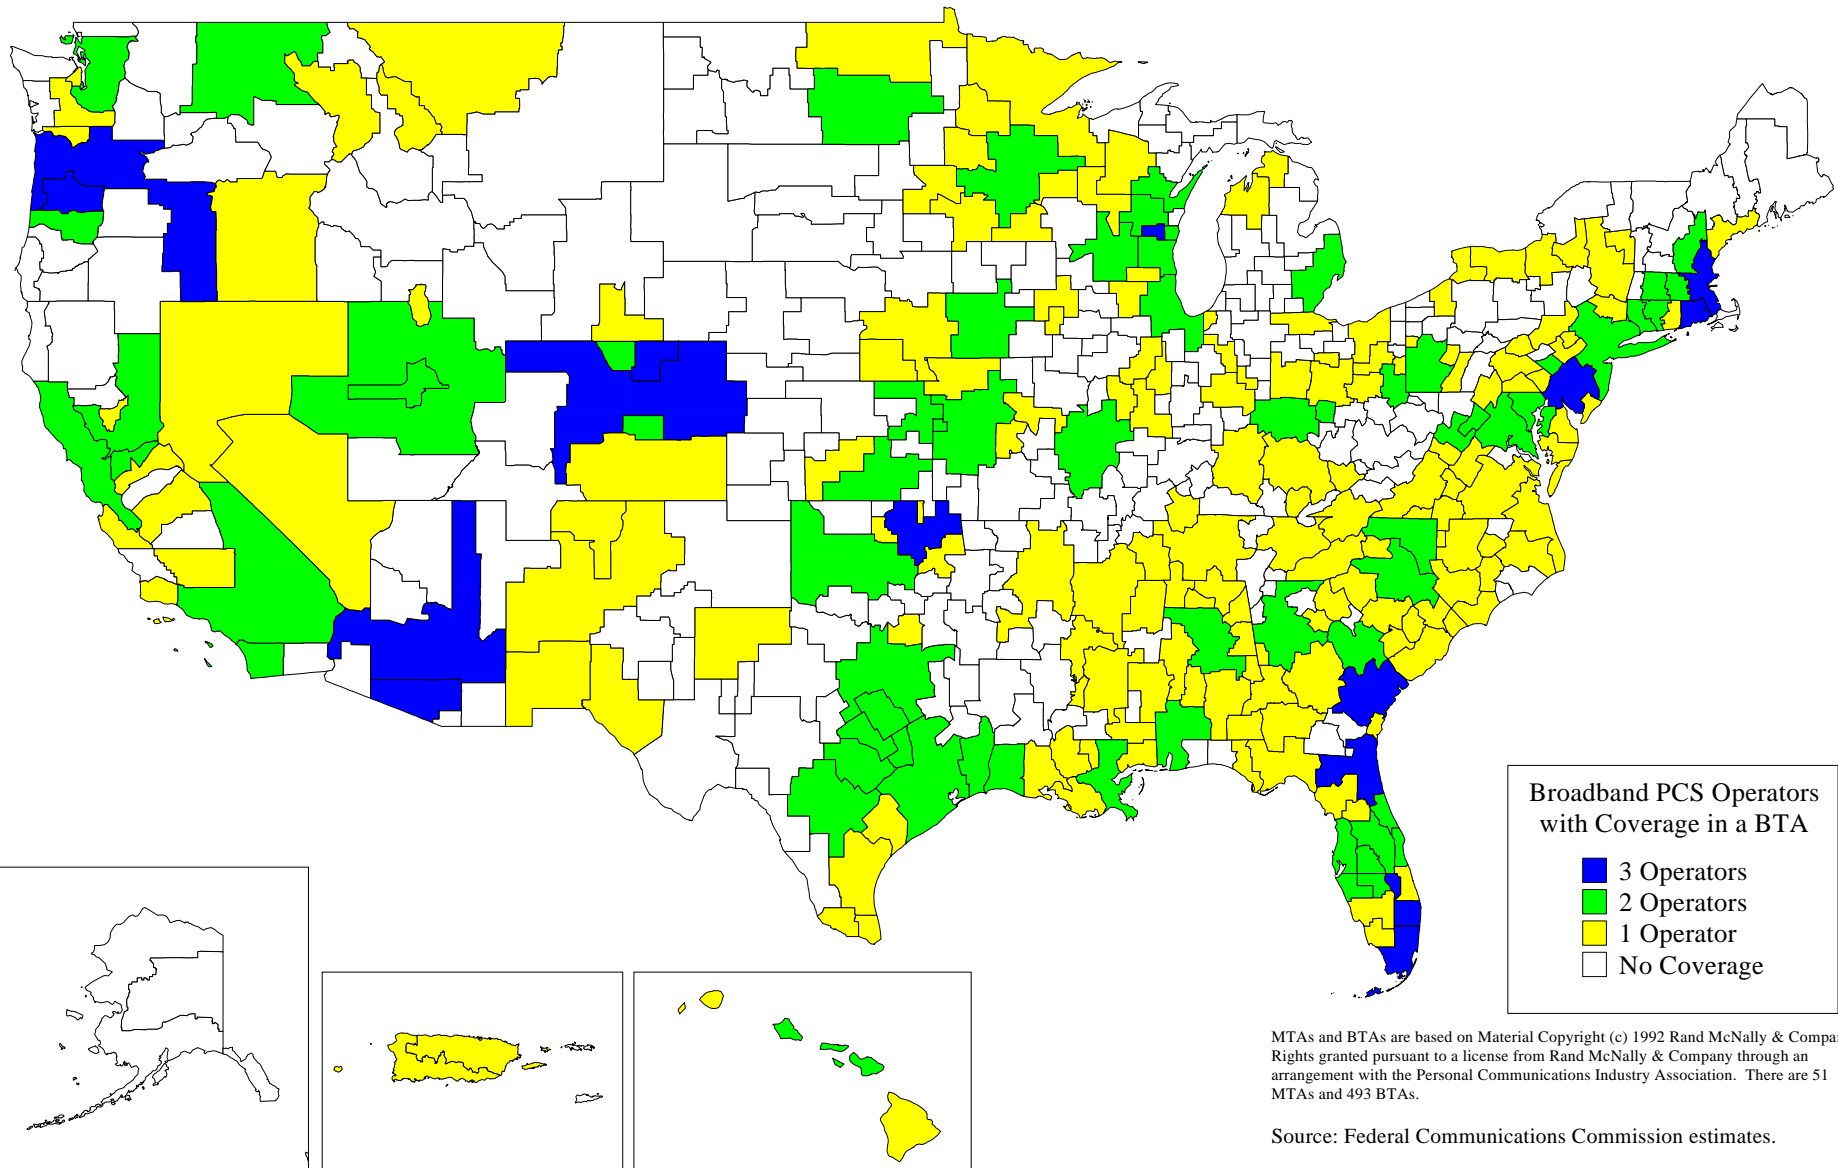 Broadband PCS Operators
with Coverage in a BTA
3 Operators
2 Operators
1 Operator
No Coverage
MTAs and BTAs are based on Material Copyright (c) 1992 Rand McNally &
Rights granted pursuant to a license from Rand McNally & Company through an
arrangement with the Personal Communications Industry Association. There are 51
MTAs and 493 BTAs.
Source: Federal Communications Commission estimates.